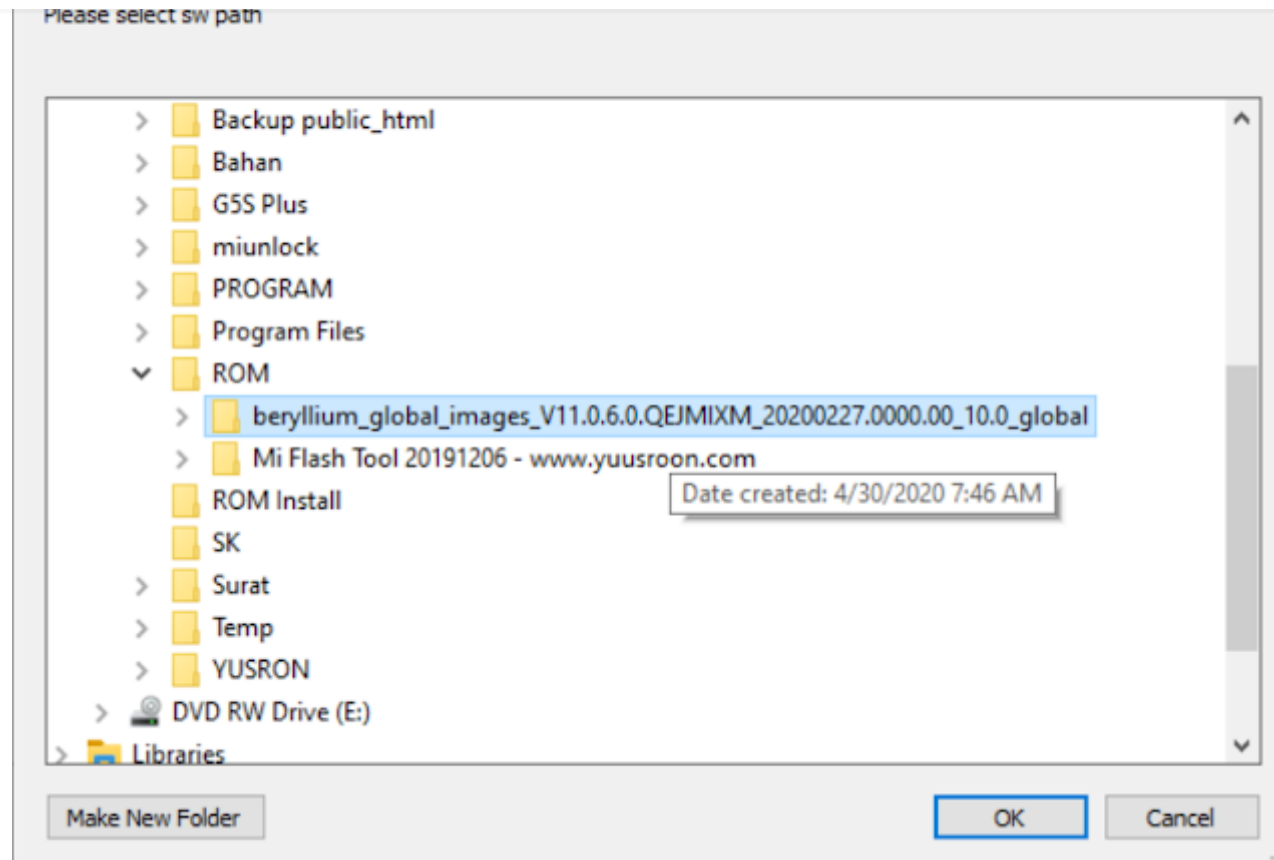 Please select sw path
Backup public_html
Bahan
G5S Plus
miunlock
PROGRAM
Program Files
ROM
beryllium_global_images_V11.0.6.0.QEJMIXM_20200227.0000.00_10.0_global
Mi Flash Tool 20191206 - www.yuusroon.com
Date created: 4/30/2020 7:46 AM
ROM Install
SK
Surat
Temp
YUSRON
DVD RW Drive (E:)
Libraries
Make New Folder
OK
Cancel